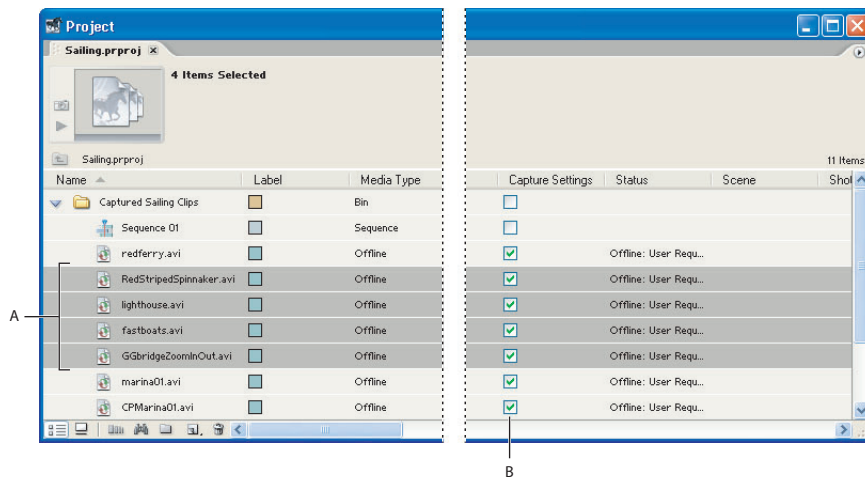 Project
Sailing.prproj
4 Items Selected
Sailing.prproj
11 Items
Name Label Media Type Capture Settings Status Scene Shot
Captured Sailing Clips Bin
Sequence 01 Sequence
redferry.avi Offline Offline: User Requ...
RedStripedSpinnaker.avi Offline Offline: User Requ...
lighthouse.avi Offline Offline: User Requ...
fastboats.avi Offline Offline: User Requ...
GGbridgeZoomInOut.avi Offline Offline: User Requ...
marina01.avi Offline Offline: User Requ...
CPMarina01.avi Offline Offline: User Requ...
A
B